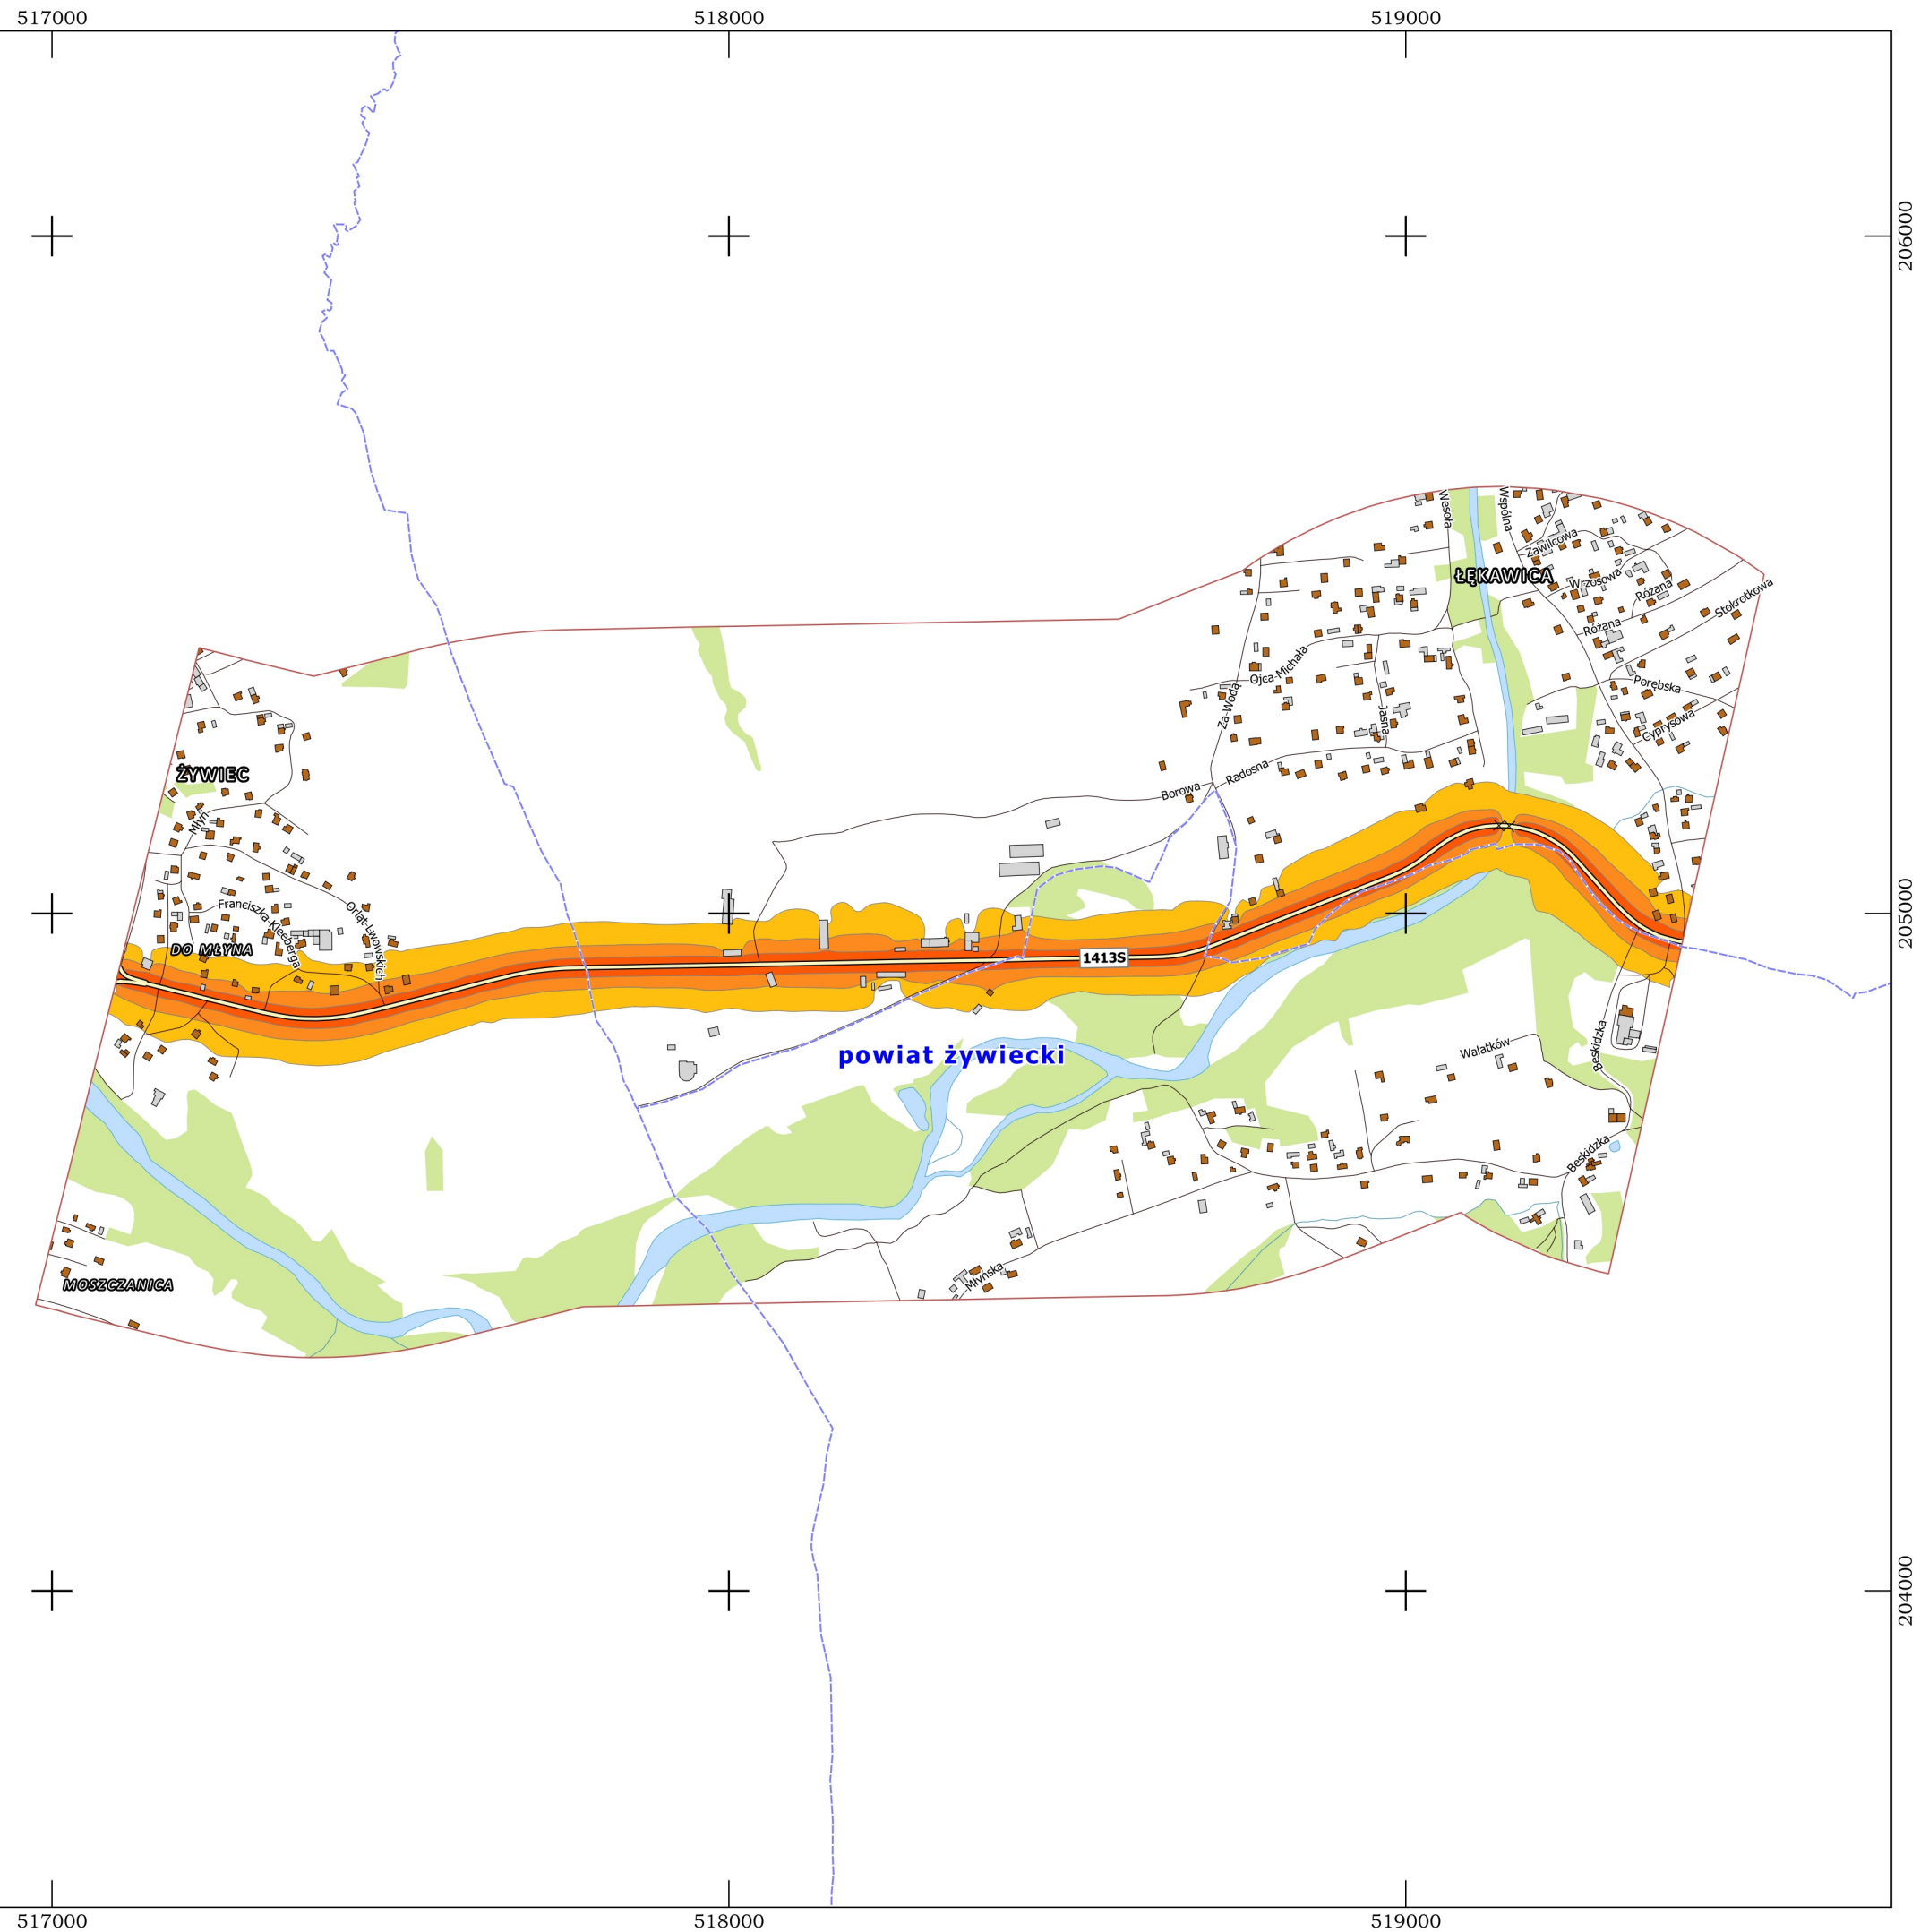 517000
518000
519000
206000
Wesoła
Wspólna
Zawilcowa
ŁĘKAWICA
Wrzosowa
Różana
Stokrotkowa
Różana
Ojca-Michała
Porębska
Za-Wodą
Jasna
Cyprysowa
ŻYWIEC
Radosna
Borowa
Młyn
Franciszka-Kleeberga
Orląt-Lwowskich
205000
DO MŁYNA
1413S
Beskidzka
Walatków
powiat żywiecki
Beskidzka
Młyńska
MOSZCZANICA
204000
517000
518000
519000